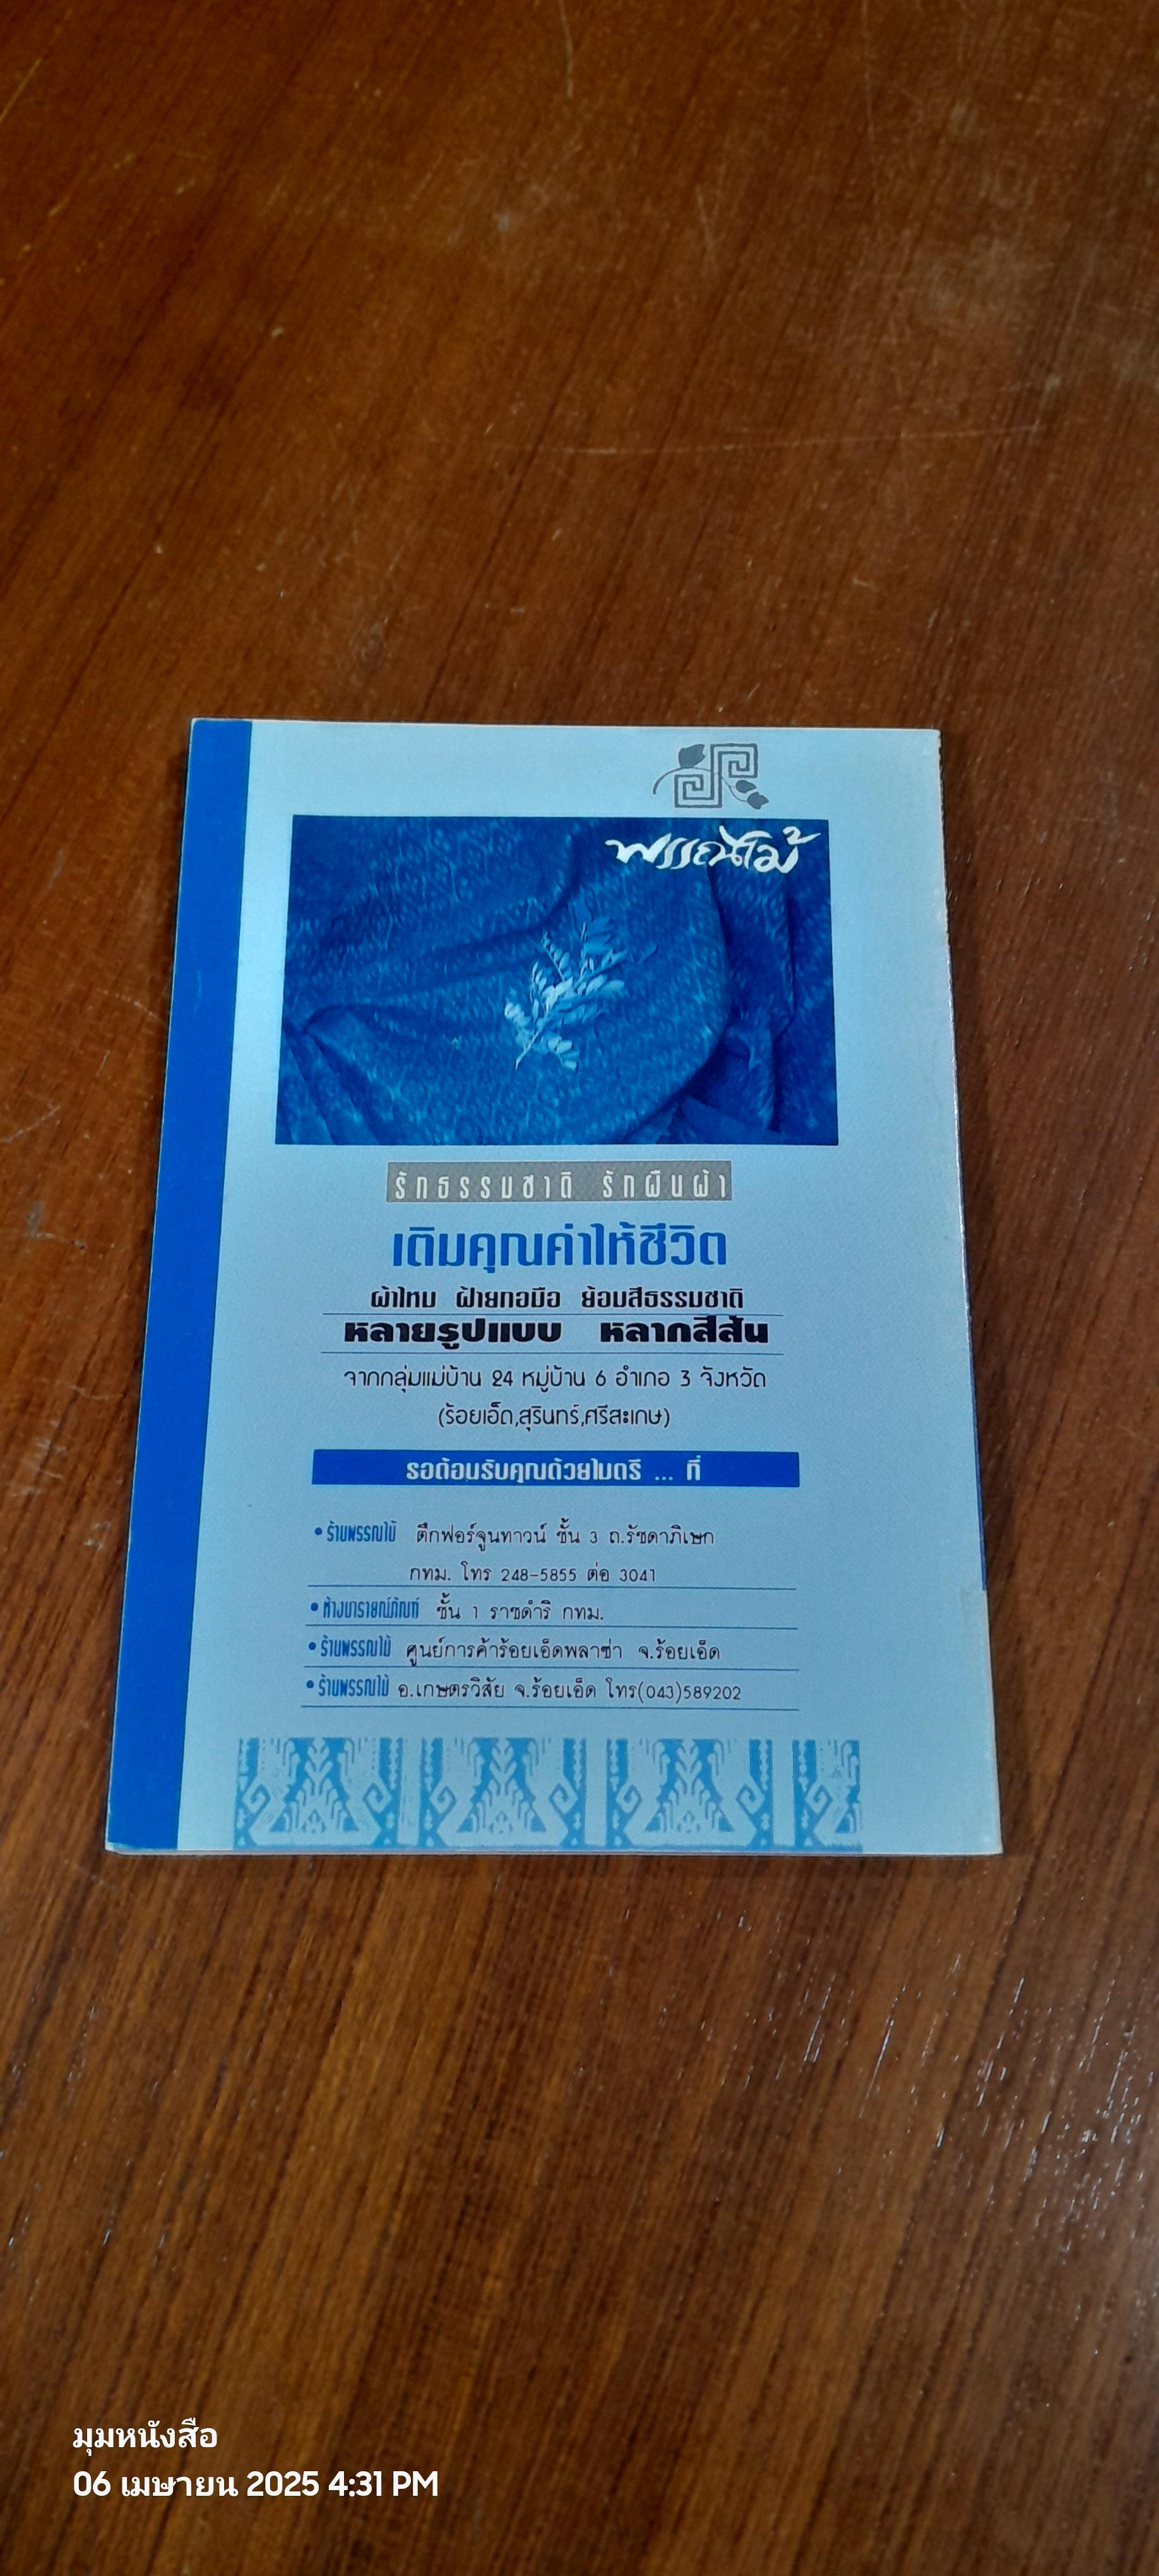 พรรณไม้
รักธรรมชาติ รักผืนผ้า
เติมคุณค่าให้ชีวิต
ผ้าไหม ฝ้ายทอมือ ย้อมสีธรรมชาติ
หลายรูปแบบ หลากสีสัน
จากกลุ่มแม่บ้าน 24 หมู่บ้าน 6 อำเภอ 3 จังหวัด
(ร้อยเอ็ด,สุรินทร์,ศรีสะเกษ)
รอต้อนรับคุณด้วยไมตรี ... ที่
• ร้านพรรณไม้ ตึกฟอร์จูนทาวน์ ชั้น 3 ถ.รัชดาภิเษก
กทม. โทร 248-5855 ต่อ 3041
• ห้างนารายณ์ภัณฑ์ ชั้น 1 ราชดำริ กทม.
• ร้านพรรณไม้ ศูนย์การค้าร้อยเอ็ดพลาซ่า จ.ร้อยเอ็ด
• ร้านพรรณไม้ อ.เกษตรวิสัย จ.ร้อยเอ็ด โทร(043)589202
มุมหนังสือ
06 เมษายน 2025 4:31 PM